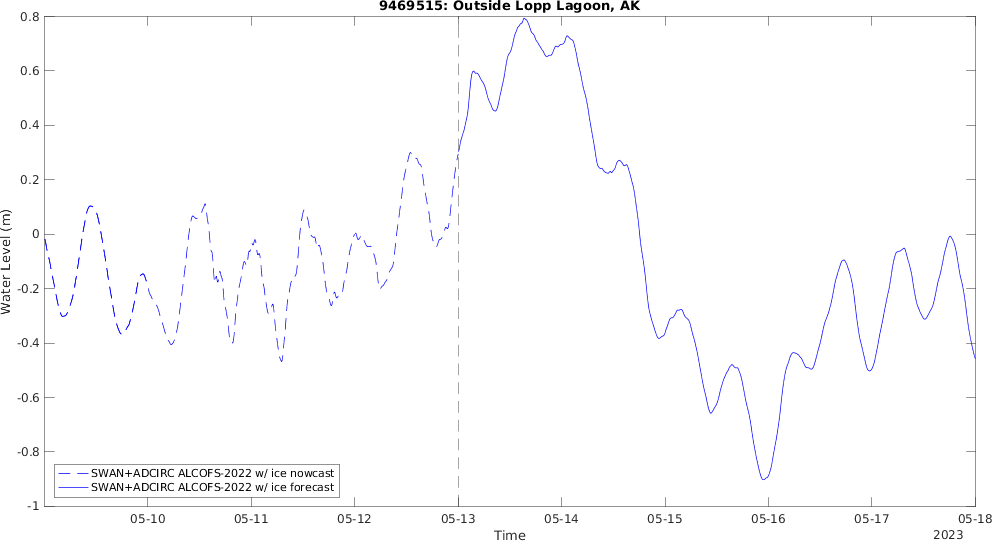 9469515: Outside Lopp Lagoon, AK
Water Level (m)
0.8
0.6
0.4
0.2
0
-0.2
-0.4
-0.6
-0.8
-1
SWAN+ADCIRC ALCOFS-2022 w/ ice nowcast
SWAN+ADCIRC ALCOFS-2022 w/ ice forecast
05-10 05-11 05-12 05-13 05-14 05-15 05-16 05-17 05-18
Time
2023